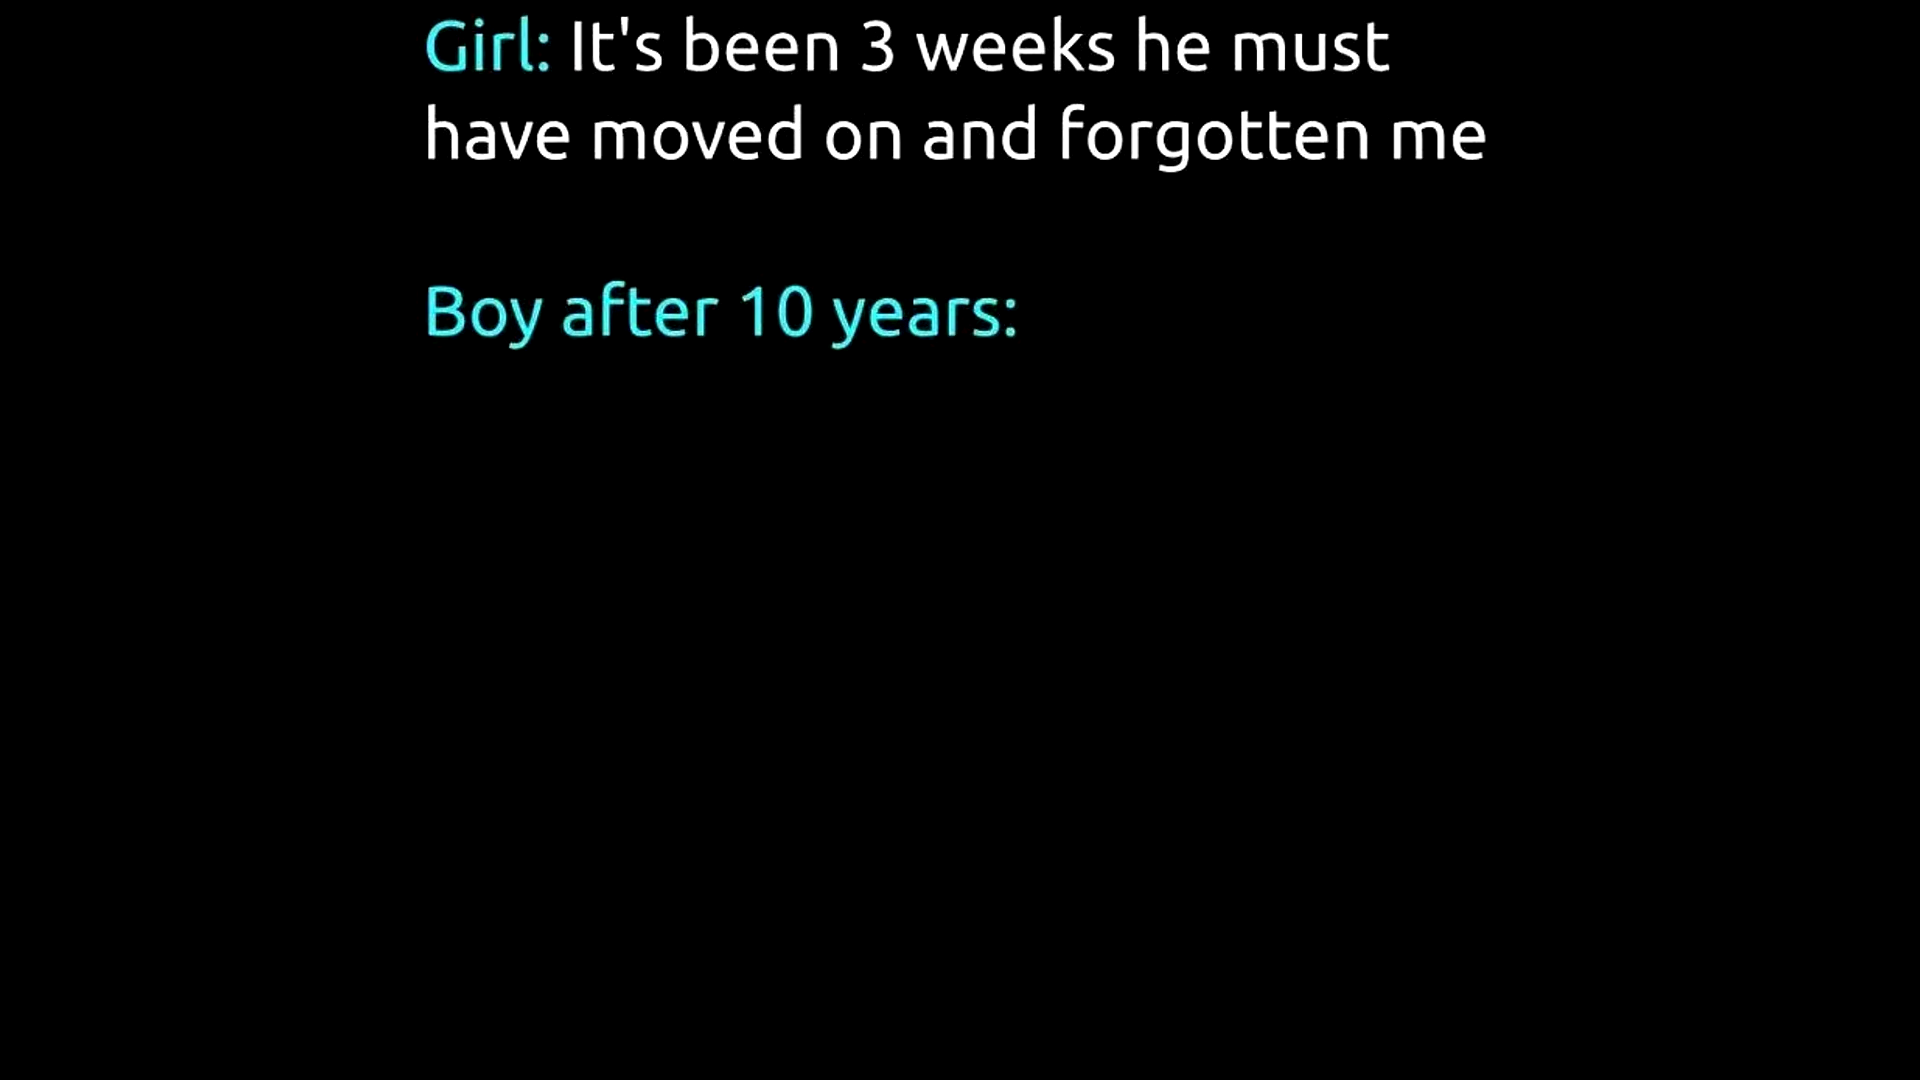 Girl: It's been 3 weeks he must
have moved on and forgotten me
Boy after 10 years: